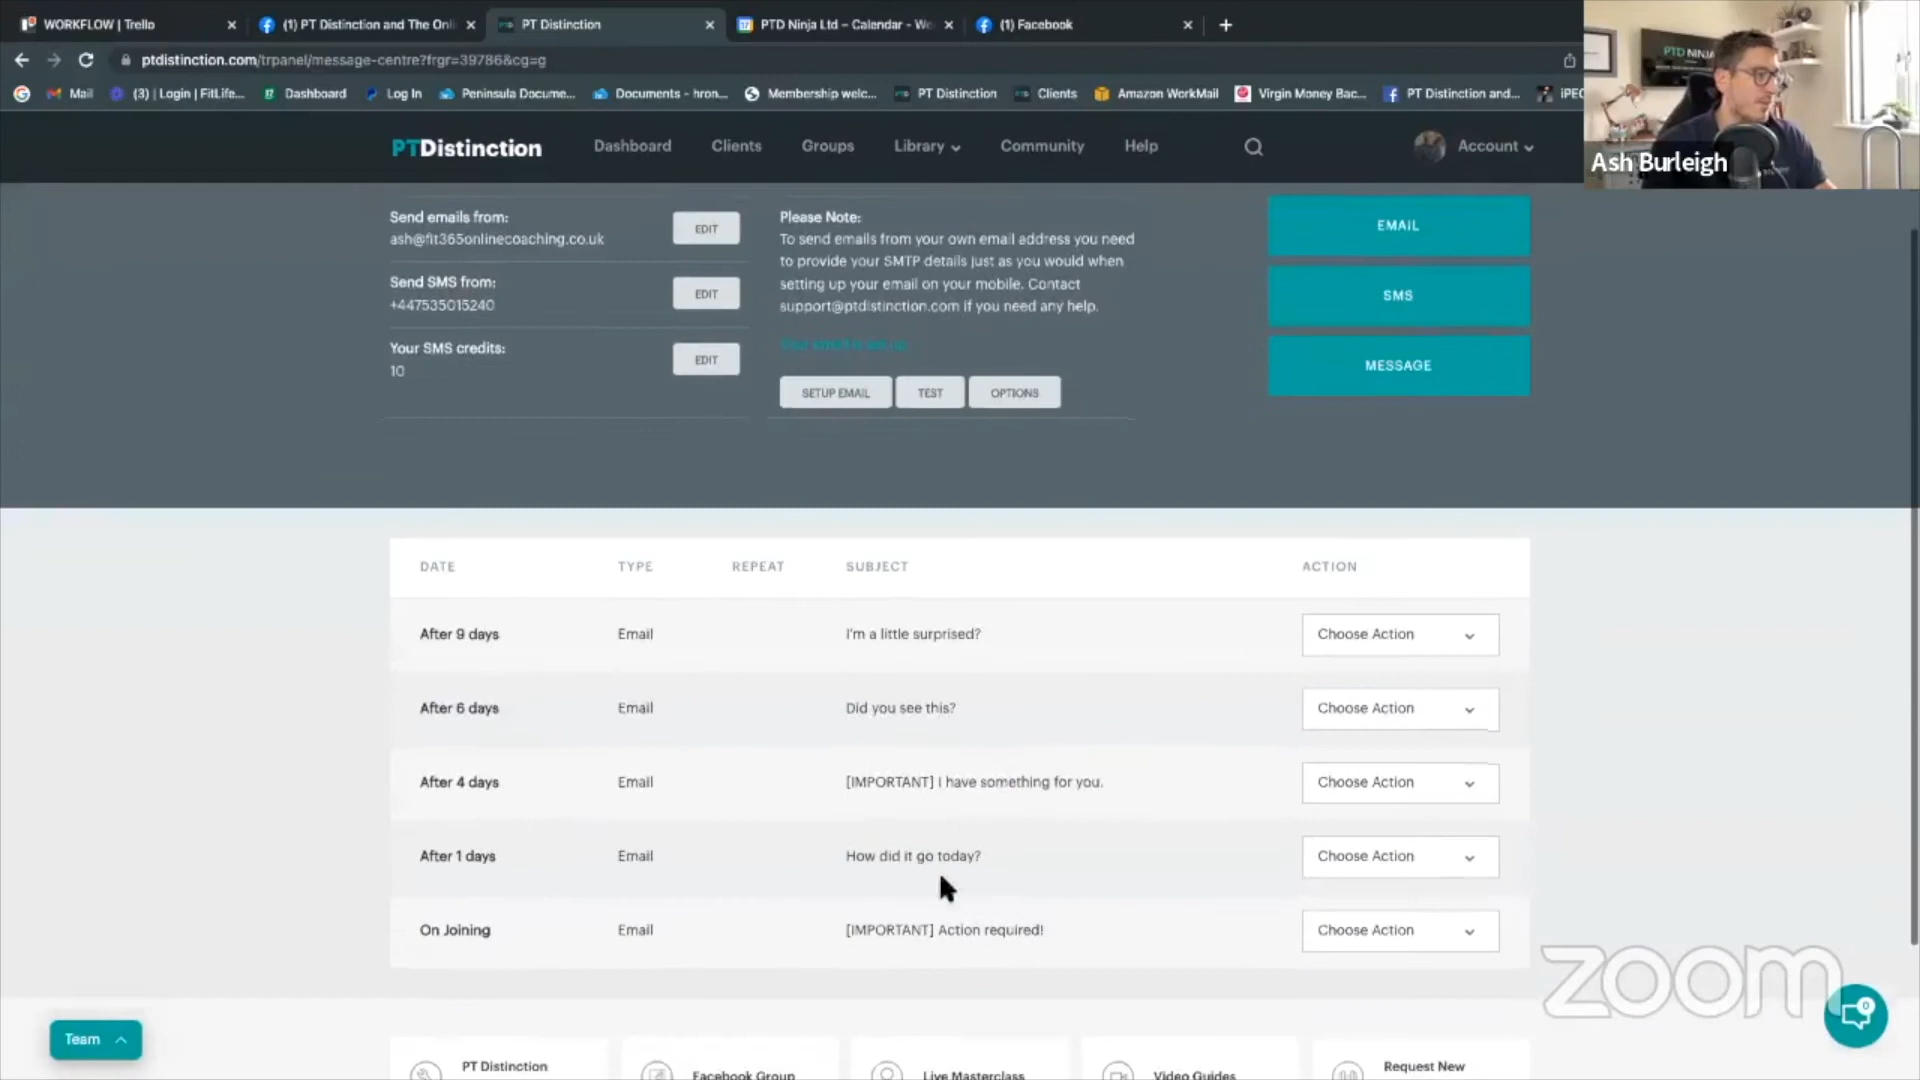 WORKFLOW | Trello
(1) PT Distinction and The Onl
PT Distinction
PTD Ninja Ltd – Calendar - We
(1) Facebook
ptdistinction.com/trpanel/message-centre?frgr=39786&cg=g
Mail
(3) | Login | FitLife...
Dashboard
Log In
Peninsula Docume...
Documents - hron...
Membership welc...
PT Distinction
Clients
Amazon WorkMail
Virgin Money Bac...
PT Distinction and...
iPEC
PTD NINJA
Ash Burleigh
PTDistinction
Dashboard
Clients
Groups
Library
Community
Help
Account
Send emails from:
ash@fit365onlinecoaching.co.uk
EDIT
Send SMS from:
+447535015240
EDIT
Your SMS credits:
10
EDIT
Please Note:
To send emails from your own email address you need
to provide your SMTP details just as you would when
setting up your email on your mobile. Contact
support@ptdistinction.com if you need any help.
SETUP EMAIL
TEST
OPTIONS
EMAIL
SMS
MESSAGE
DATE TYPE REPEAT SUBJECT ACTION
After 9 days Email I'm a little surprised? Choose Action
After 6 days Email Did you see this? Choose Action
After 4 days Email [IMPORTANT] I have something for you. Choose Action
After 1 days Email How did it go today? Choose Action
On Joining Email [IMPORTANT] Action required! Choose Action
zoom
0
Team
PT Distinction
Facebook Group
Live Masterclass
Video Guides
Request New